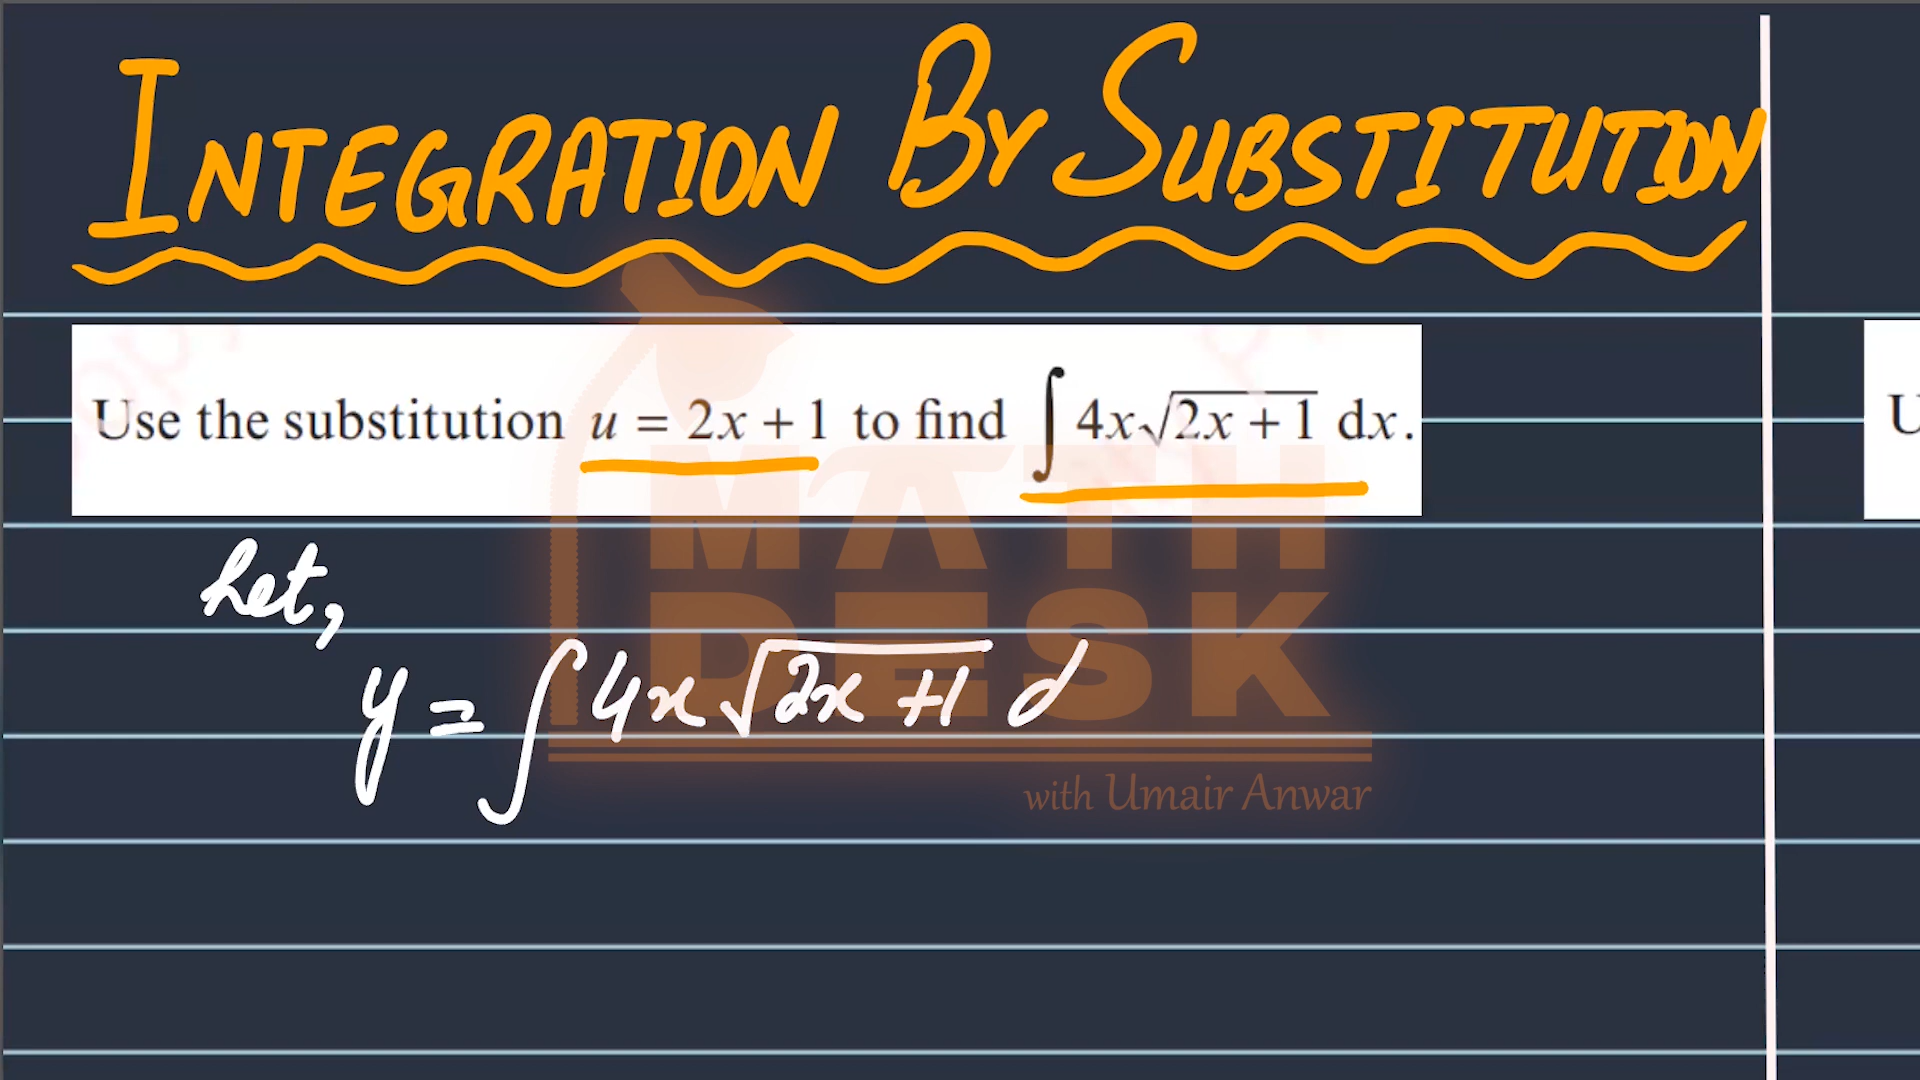 INTEGRATION BY SUBSTITUTION
Use the substitution u = 2x + 1 to find ∫ 4x√(2x + 1) dx.
U
Let,
y = ∫ 4x √(2x + 1) d
MATH
DESK
with Umair Anwar